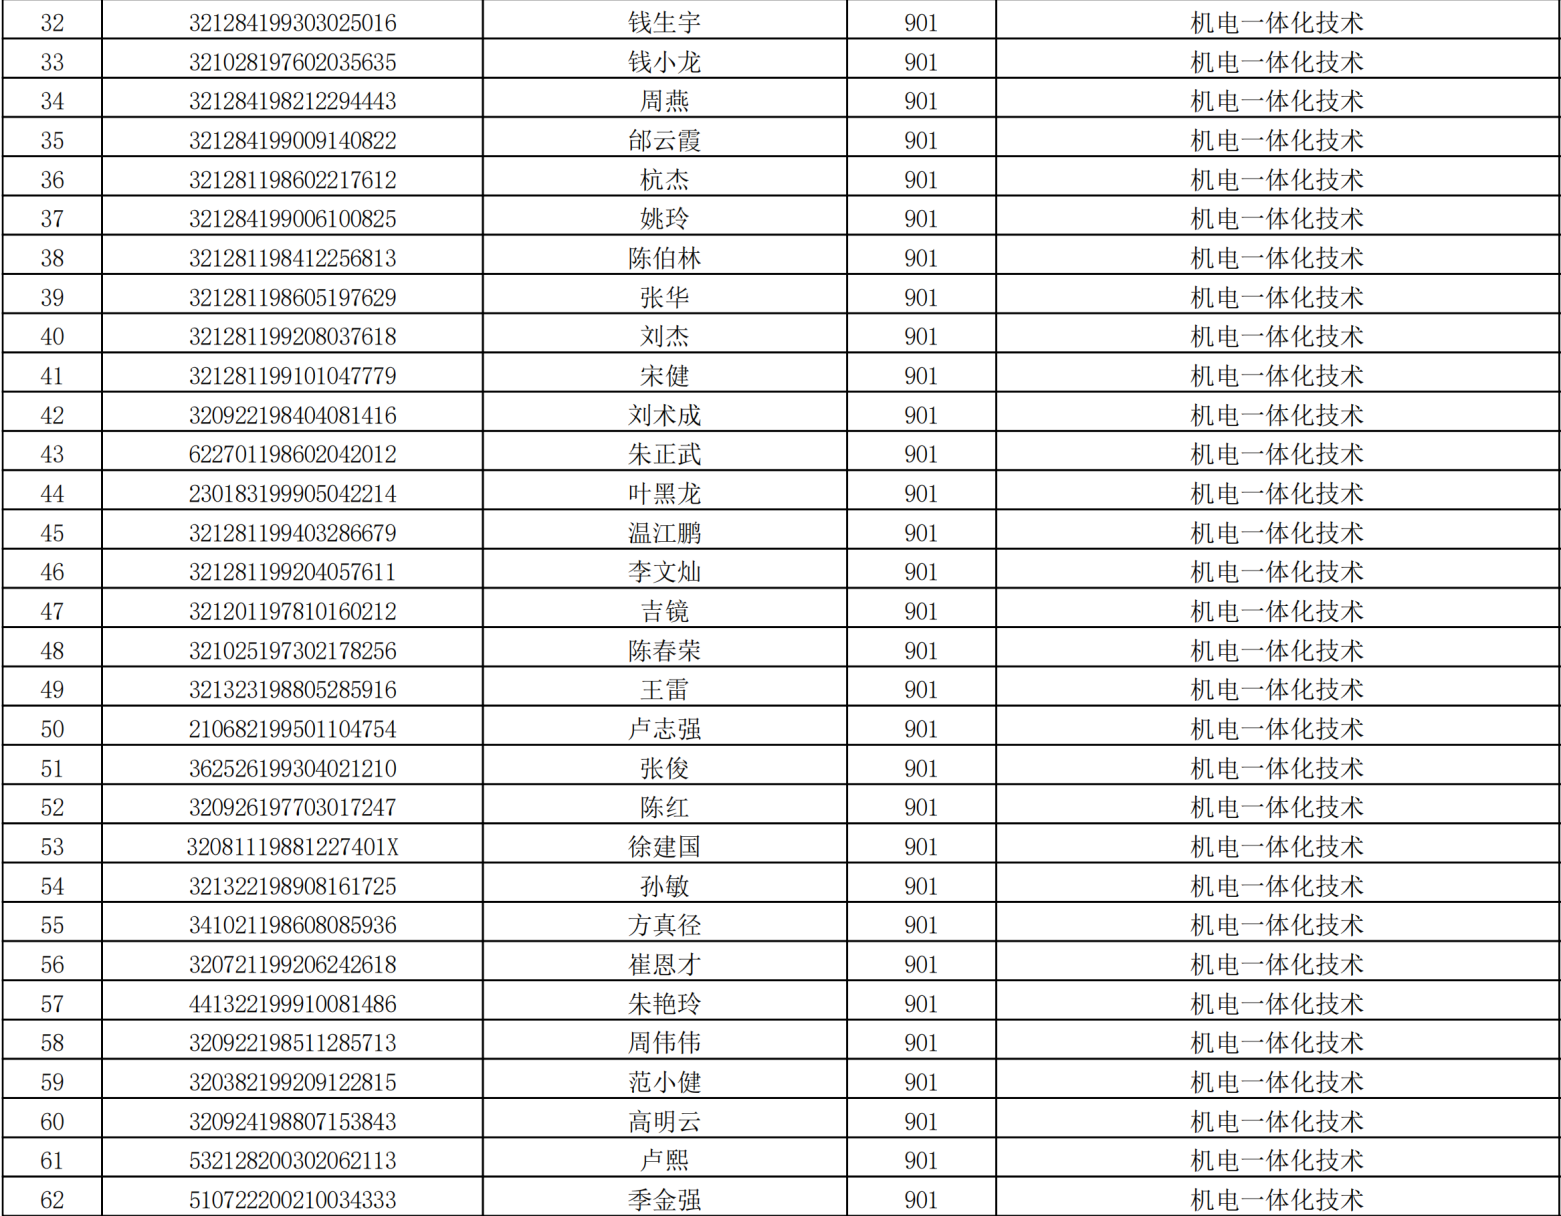 32 321284199303025016 钱生宇 901 机电一体化技术
33 321028197602035635 钱小龙 901 机电一体化技术
34 321284198212294443 周燕 901 机电一体化技术
35 321284199009140822 邰云霞 901 机电一体化技术
36 321281198602217612 杭杰 901 机电一体化技术
37 321284199006100825 姚玲 901 机电一体化技术
38 321281198412256813 陈伯林 901 机电一体化技术
39 321281198605197629 张华 901 机电一体化技术
40 321281199208037618 刘杰 901 机电一体化技术
41 321281199101047779 宋健 901 机电一体化技术
42 320922198404081416 刘术成 901 机电一体化技术
43 622701198602042012 朱正武 901 机电一体化技术
44 230183199905042214 叶黑龙 901 机电一体化技术
45 321281199403286679 温江鹏 901 机电一体化技术
46 321281199204057611 李文灿 901 机电一体化技术
47 321201197810160212 吉镜 901 机电一体化技术
48 321025197302178256 陈春荣 901 机电一体化技术
49 321323198805285916 王雷 901 机电一体化技术
50 210682199501104754 卢志强 901 机电一体化技术
51 362526199304021210 张俊 901 机电一体化技术
52 320926197703017247 陈红 901 机电一体化技术
53 32081119881227401X 徐建国 901 机电一体化技术
54 321322198908161725 孙敏 901 机电一体化技术
55 341021198608085936 方真径 901 机电一体化技术
56 320721199206242618 崔恩才 901 机电一体化技术
57 441322199910081486 朱艳玲 901 机电一体化技术
58 320922198511285713 周伟伟 901 机电一体化技术
59 320382199209122815 范小健 901 机电一体化技术
60 320924198807153843 高明云 901 机电一体化技术
61 532128200302062113 卢熙 901 机电一体化技术
62 510722200210034333 季金强 901 机电一体化技术